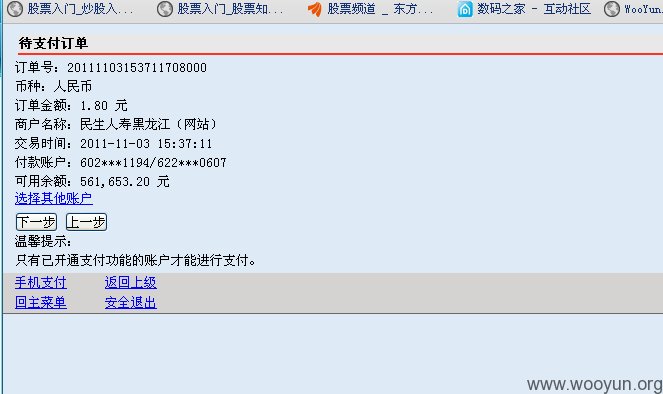 股票入门_炒股入... 股票入门_股票知... 股票频道 _ 东方... 数码之家 - 互动社区 WooYun.
待支付订单
订单号: 20111103153711708000
币种: 人民币
订单金额: 1.80 元
商户名称: 民生人寿黑龙江（网站）
交易时间: 2011-11-03 15:37:11
付款账户: 602***1194/622***0607
可用余额: 561,653.20 元
选择其他账户
下一步 上一步
温馨提示:
只有已开通支付功能的账户才能进行支付。
手机支付 返回上级
回主菜单 安全退出
www.wooyun.org